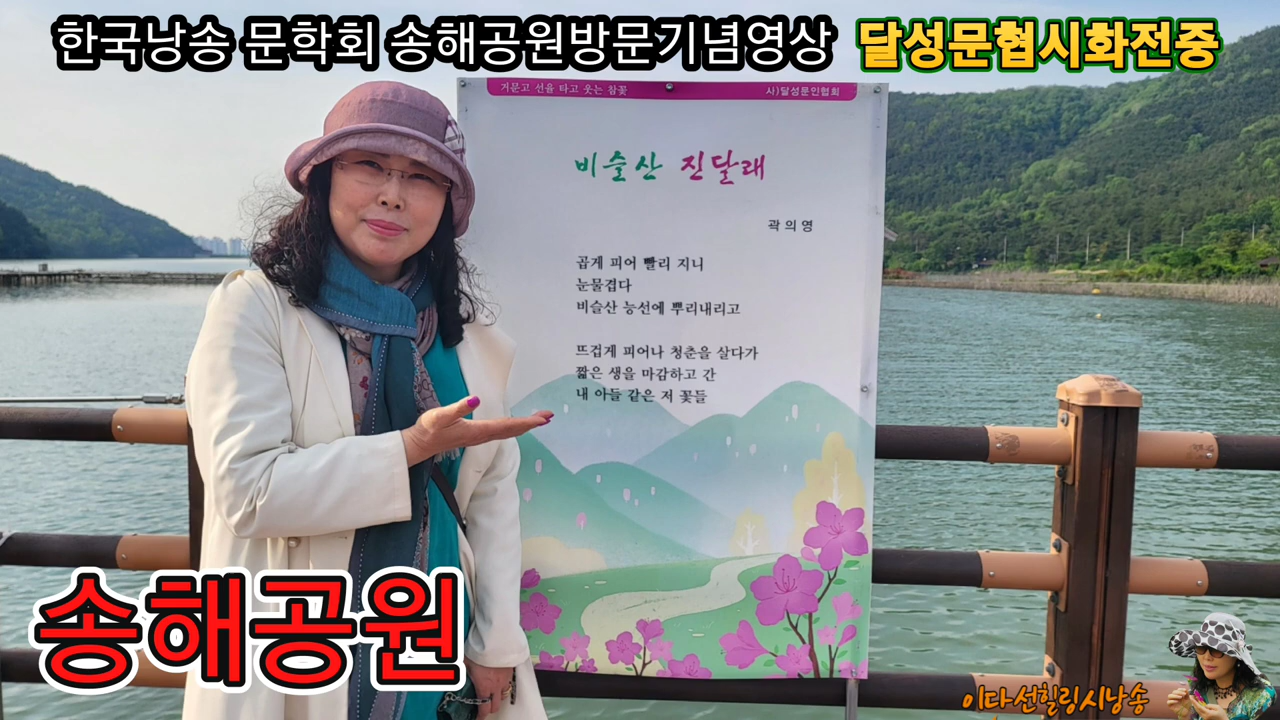 한국낭송 문학회 송해공원방문기념영상 달성문협시화전중
거문고 선율 타고 웃는 참꽃 사)달성문인협회
비슬산 진달래
곽의영
곱게 피어 빨리 지니
눈물겹다
비슬산 능선에 뿌리내리고
뜨겁게 피어나 청춘을 살다가
짧은 생을 마감하고 간
내 아들 같은 저 꽃들
송해공원
이다선힐링시낭송